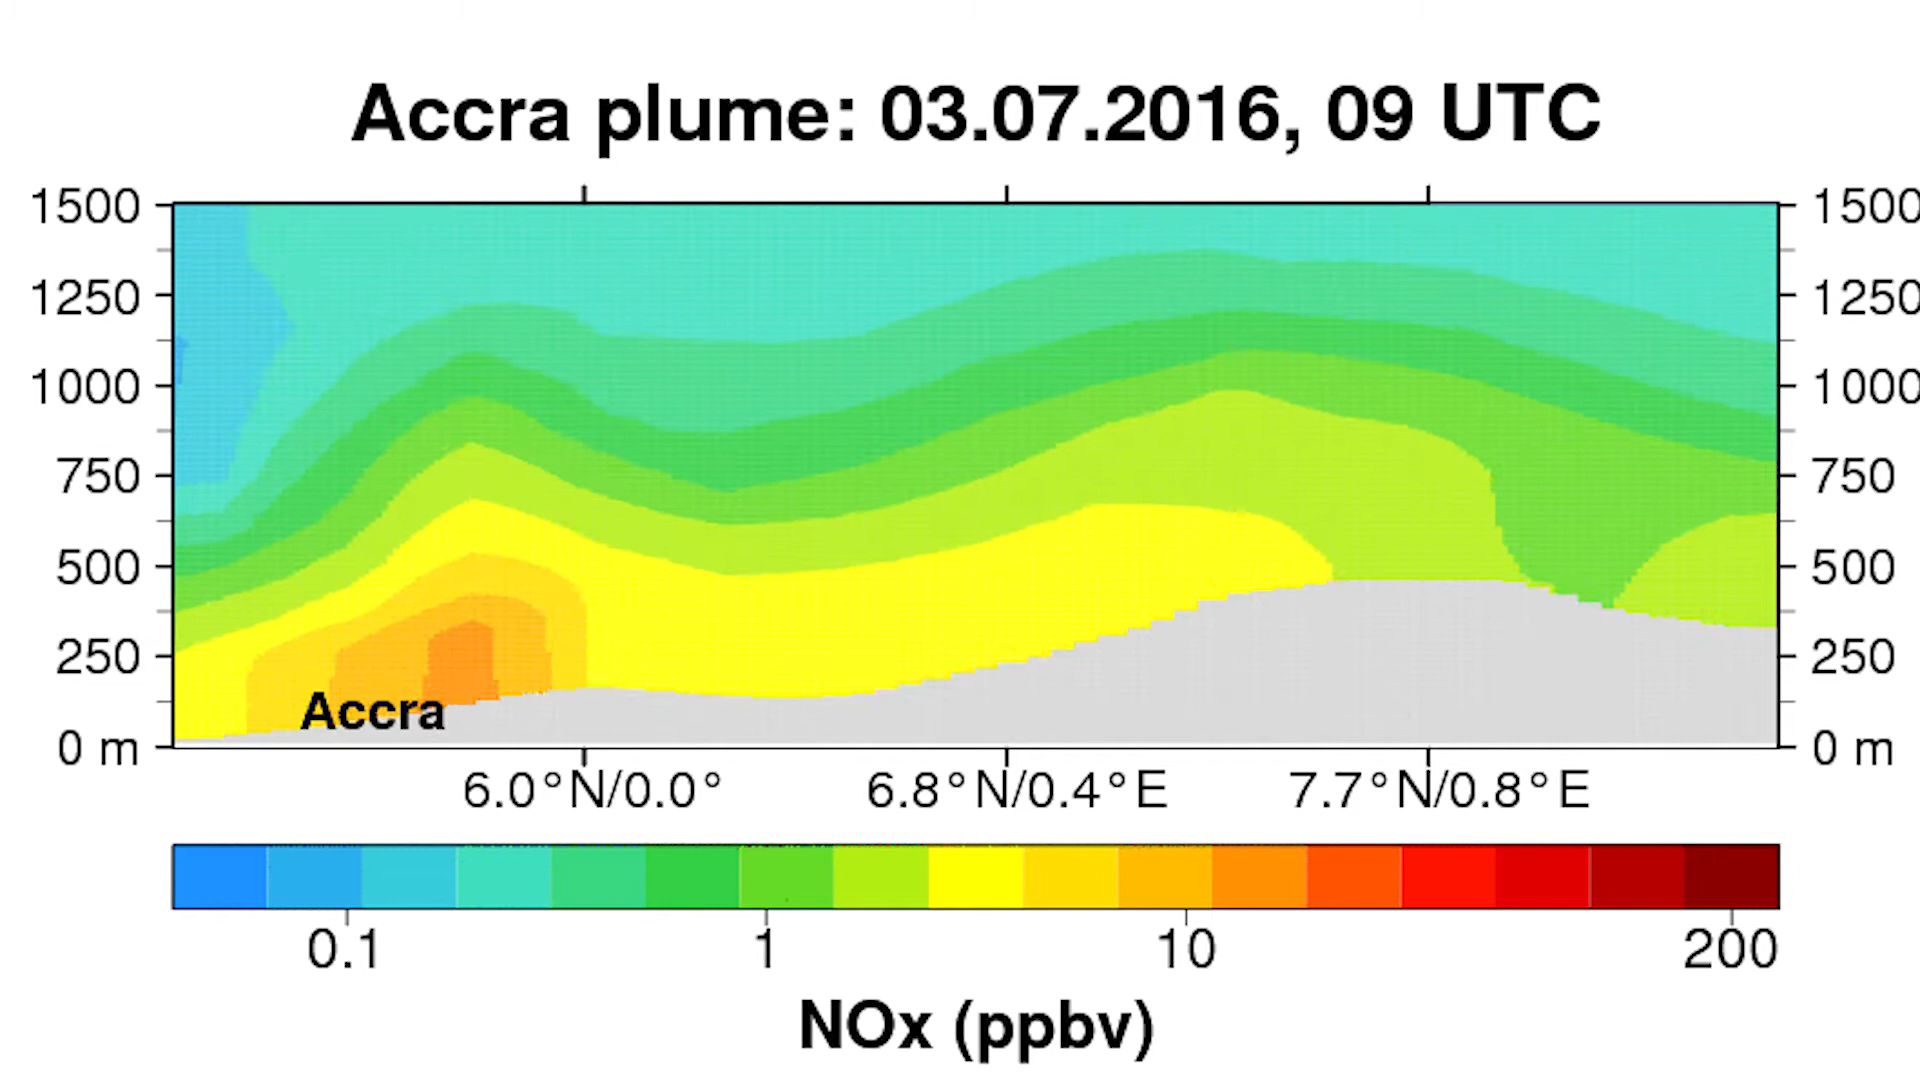 Accra plume: 03.07.2016, 09 UTC
1500 1500
1250 1250
1000 1000
750 750
500 500
250 250
Accra
0 m 0 m
6.0°N/0.0° 6.8°N/0.4°E 7.7°N/0.8°E
0.1 1 10 200
NOx (ppbv)